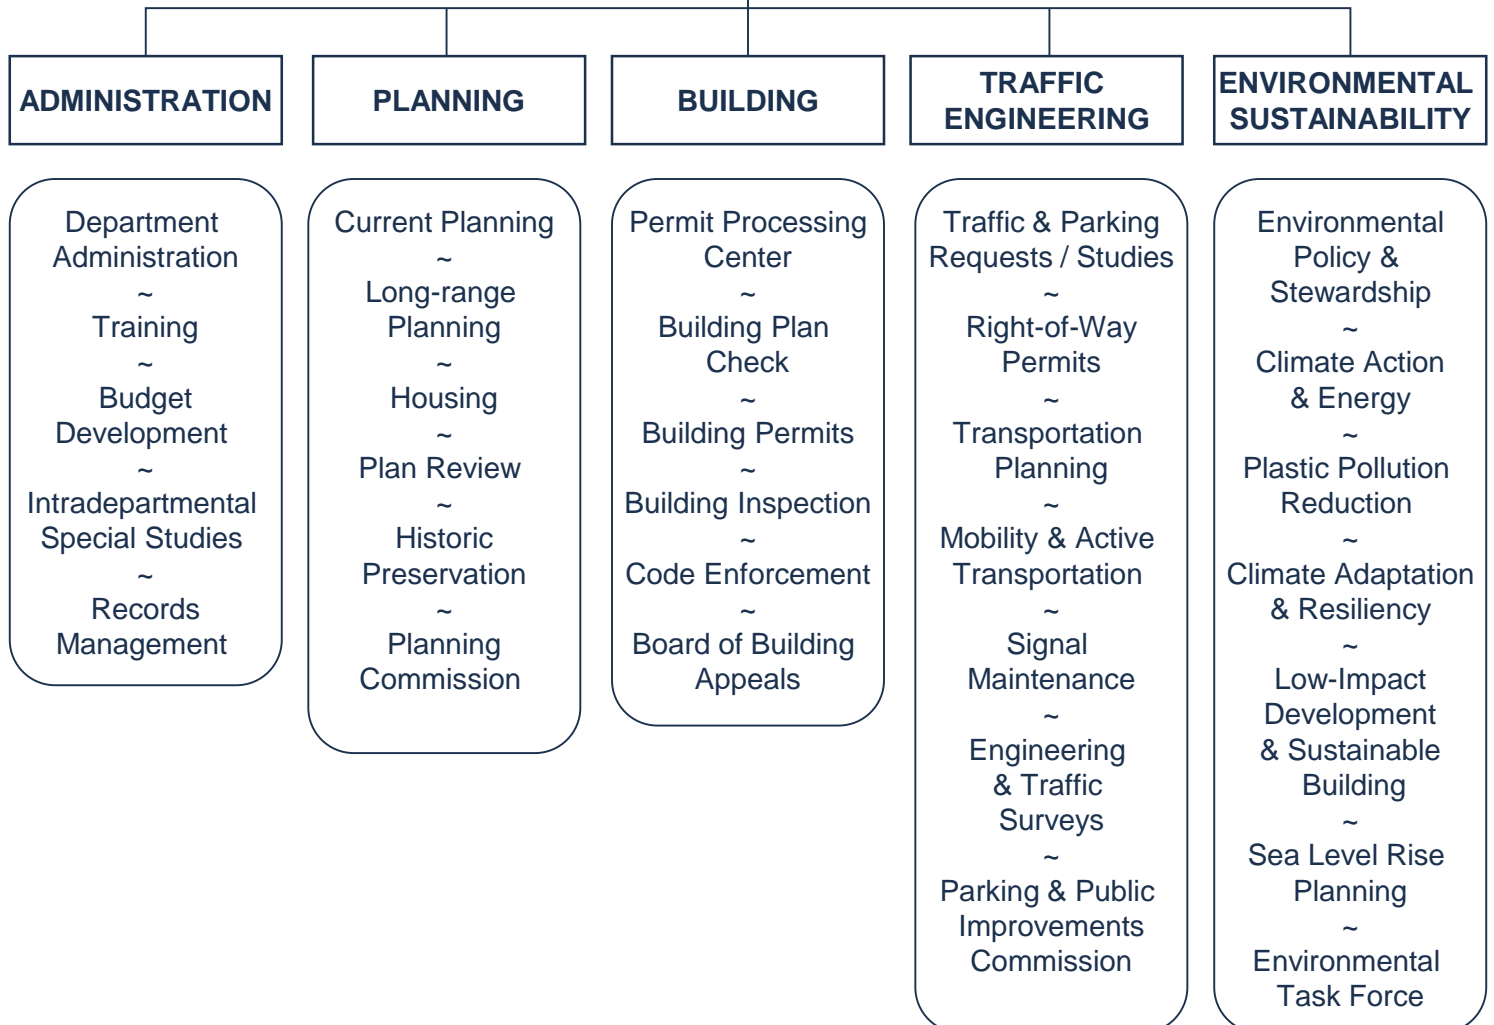 ADMINISTRATION
PLANNING
BUILDING
TRAFFIC
ENGINEERING
ENVIRONMENTAL
SUSTAINABILITY
Department
Administration
~
Training
~
Budget
Development
~
Intradepartmental
Special Studies
~
Records
Management
Current Planning
~
Long-range
Planning
~
Housing
~
Plan Review
~
Historic
Preservation
~
Planning
Commission
Permit Processing
Center
~
Building Plan
Check
~
Building Permits
~
Building Inspection
~
Code Enforcement
~
Board of Building
Appeals
Traffic & Parking
Requests / Studies
~
Right-of-Way
Permits
~
Transportation
Planning
~
Mobility & Active
Transportation
~
Signal
Maintenance
~
Engineering
& Traffic
Surveys
~
Parking & Public
Improvements
Commission
Environmental
Policy &
Stewardship
~
Climate Action
& Energy
~
Plastic Pollution
Reduction
~
Climate Adaptation
& Resiliency
~
Low-Impact
Development
& Sustainable
Building
~
Sea Level Rise
Planning
~
Environmental
Task Force